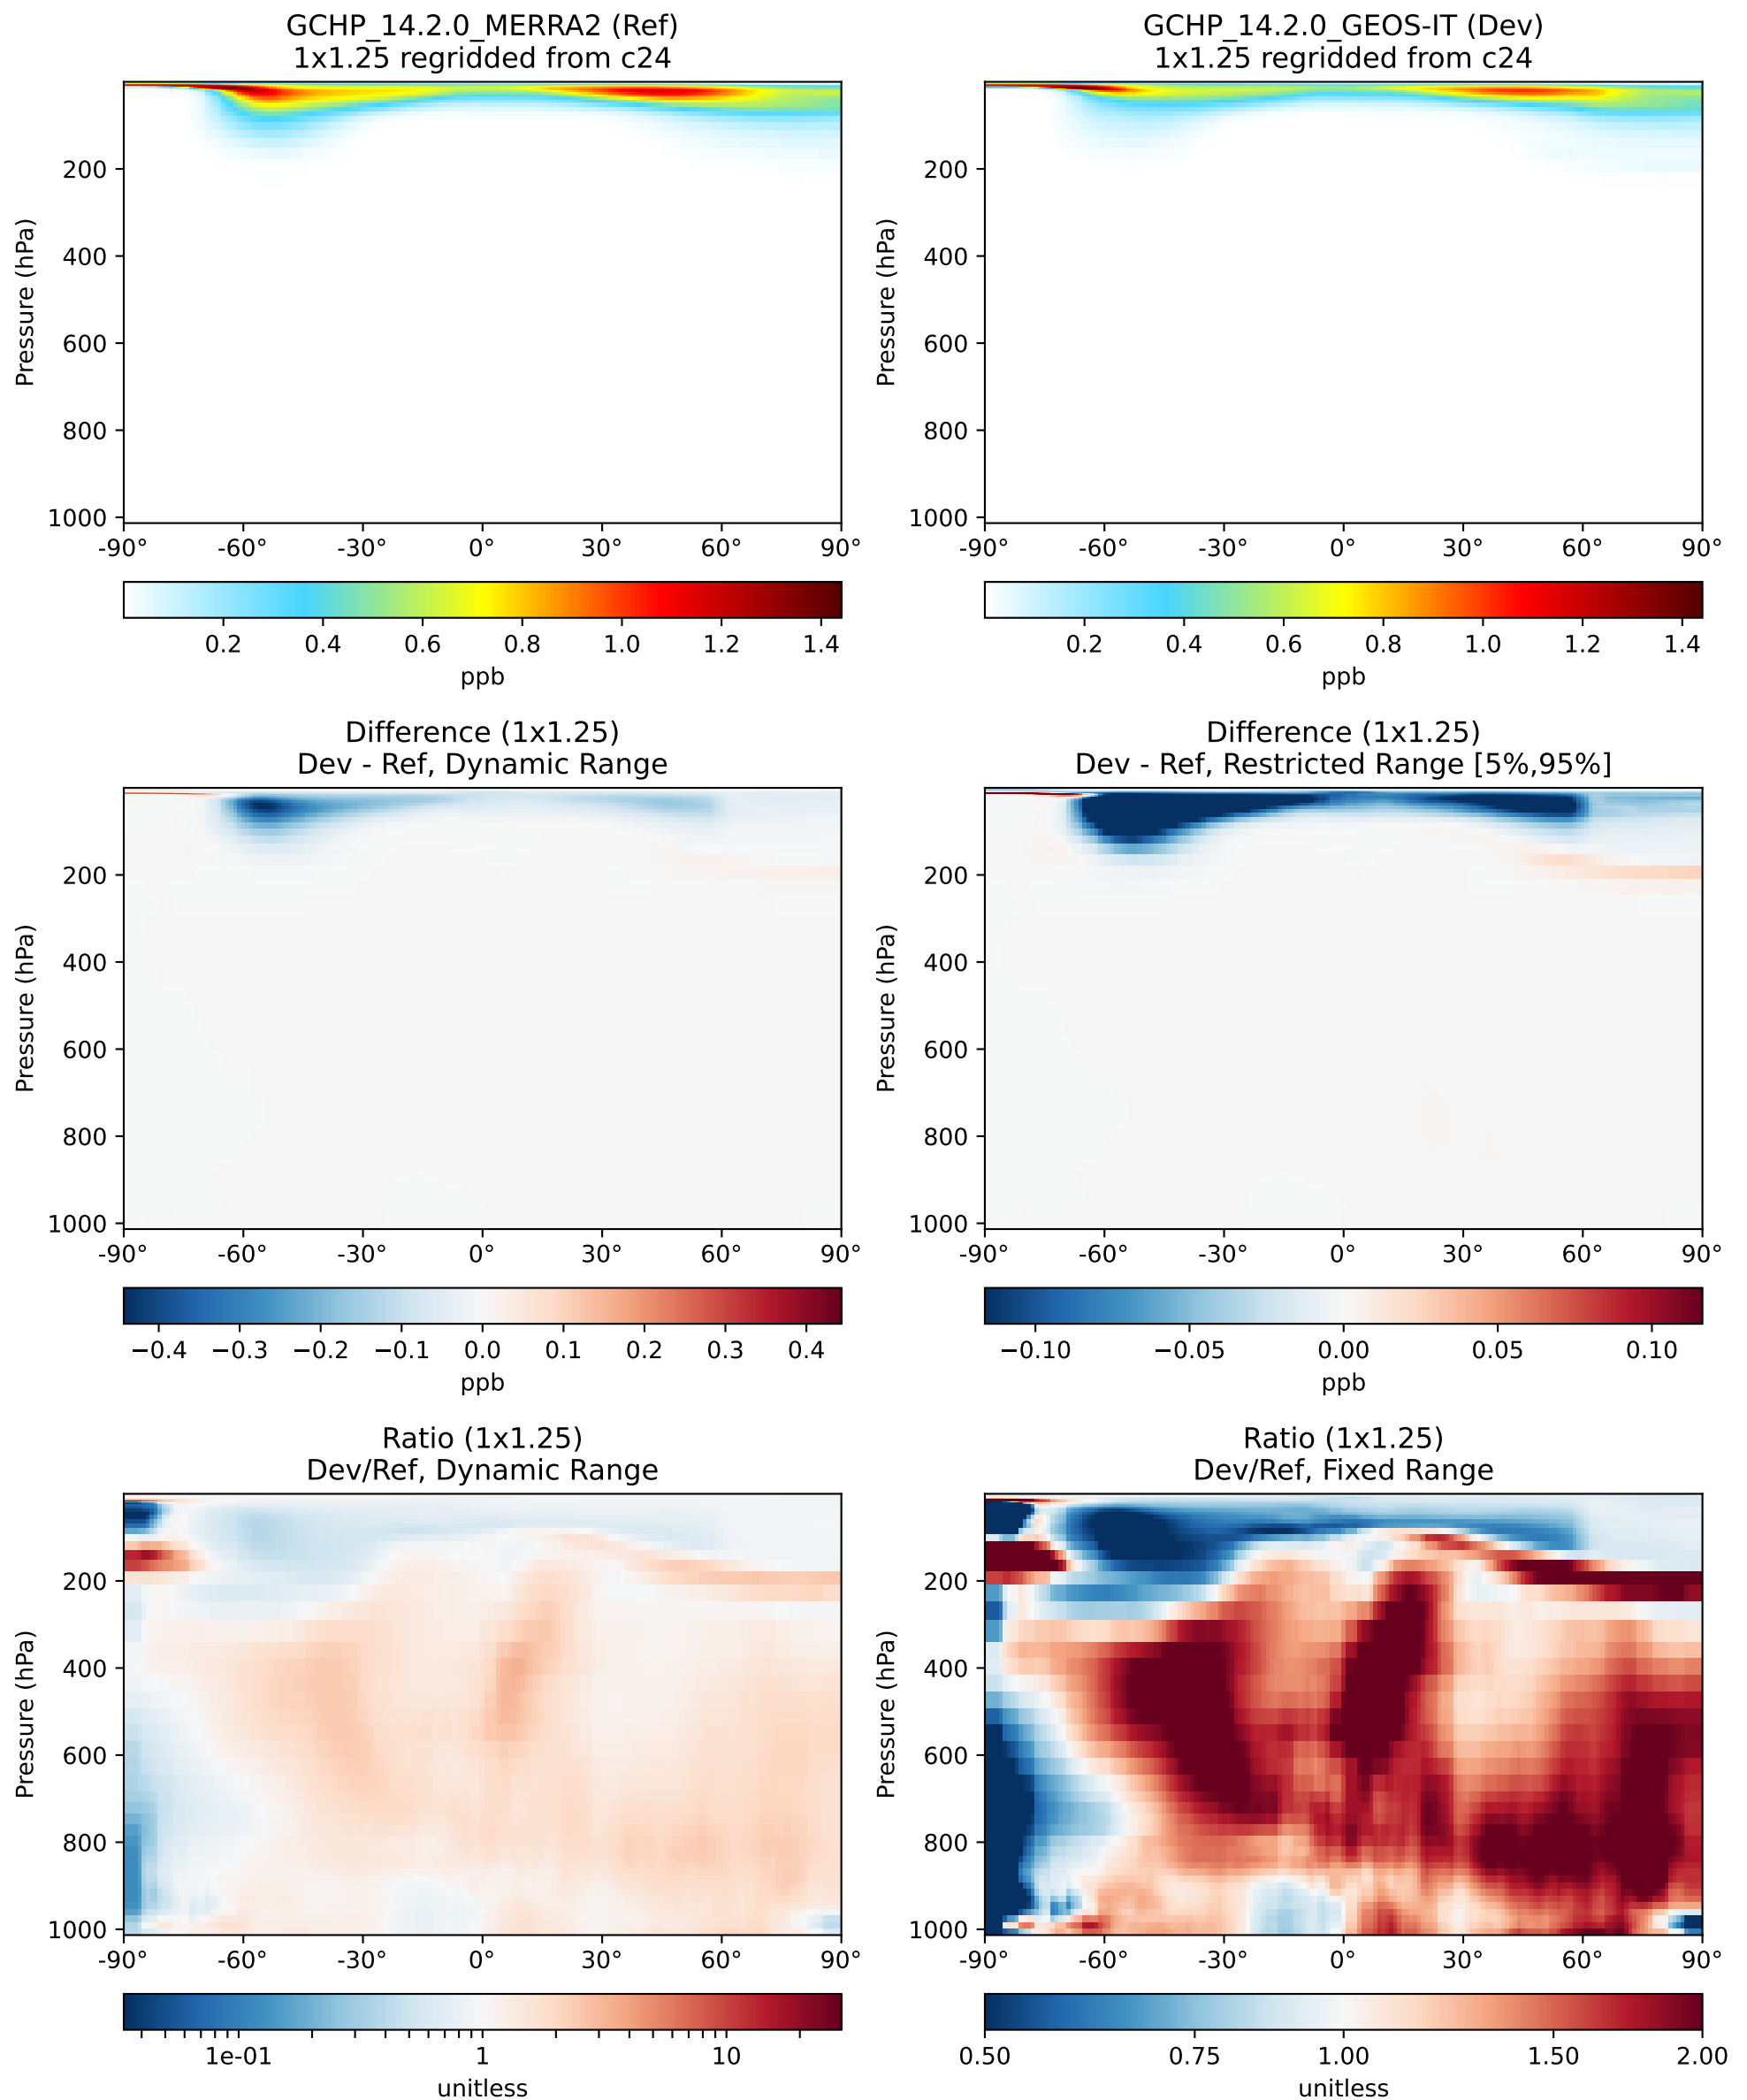 GCHP_14.2.0_MERRA2 (Ref)
1x1.25 regridded from c24
Pressure (hPa)
200
400
600
800
1000
-90° -60° -30° 0° 30° 60° 90°
0.2 0.4 0.6 0.8 1.0 1.2 1.4
ppb
GCHP_14.2.0_GEOS-IT (Dev)
1x1.25 regridded from c24
Pressure (hPa)
200
400
600
800
1000
-90° -60° -30° 0° 30° 60° 90°
0.2 0.4 0.6 0.8 1.0 1.2 1.4
ppb
Difference (1x1.25)
Dev - Ref, Dynamic Range
Pressure (hPa)
200
400
600
800
1000
-90° -60° -30° 0° 30° 60° 90°
−0.4 −0.3 −0.2 −0.1 0.0 0.1 0.2 0.3 0.4
ppb
Difference (1x1.25)
Dev - Ref, Restricted Range [5%,95%]
Pressure (hPa)
200
400
600
800
1000
-90° -60° -30° 0° 30° 60° 90°
−0.10 −0.05 0.00 0.05 0.10
ppb
Ratio (1x1.25)
Dev/Ref, Dynamic Range
Pressure (hPa)
200
400
600
800
1000
-90° -60° -30° 0° 30° 60° 90°
1e-01 1 10
unitless
Ratio (1x1.25)
Dev/Ref, Fixed Range
Pressure (hPa)
200
400
600
800
1000
-90° -60° -30° 0° 30° 60° 90°
0.50 0.75 1.00 1.50 2.00
unitless